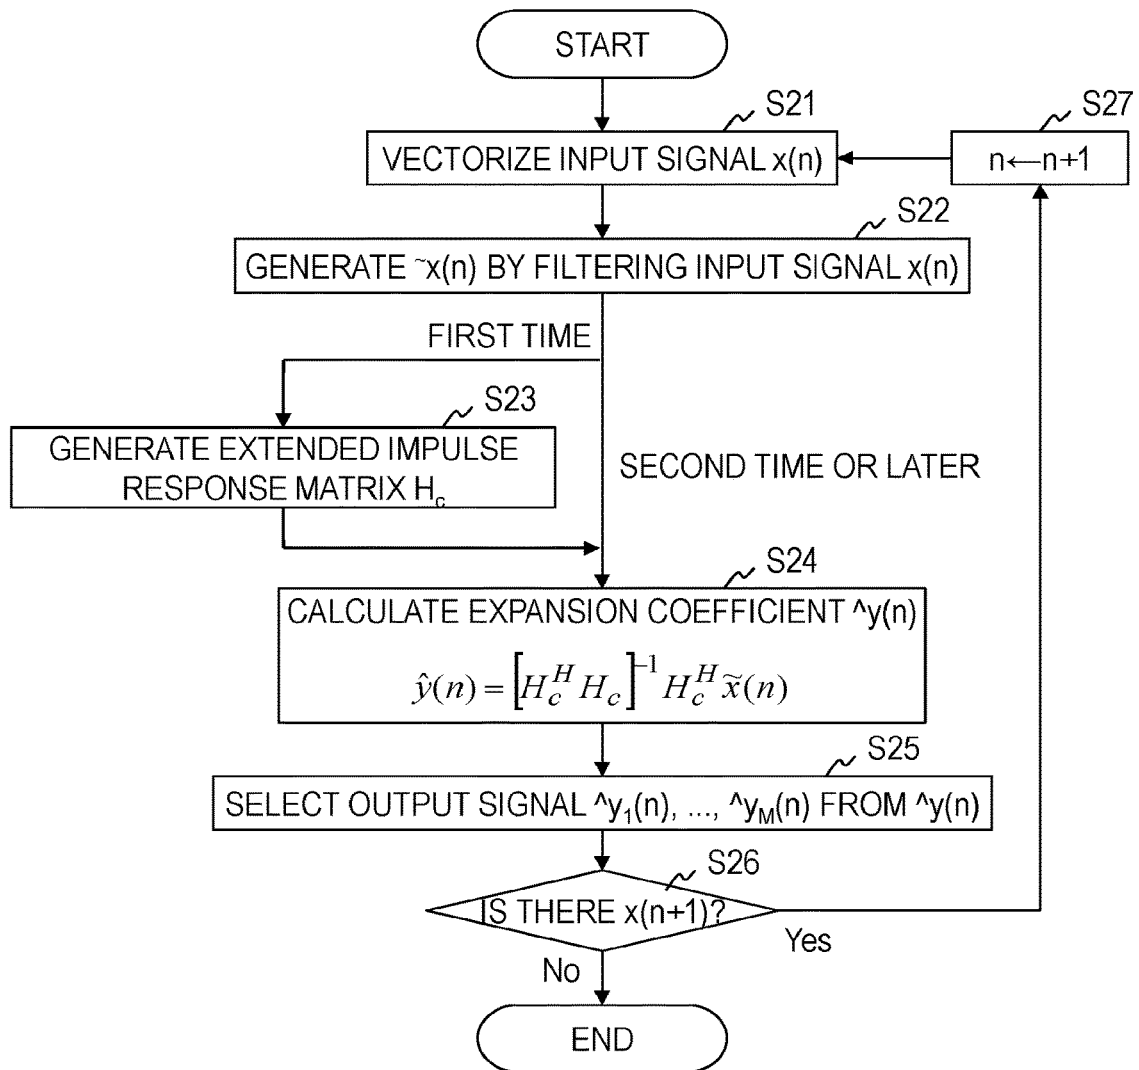 START
S21
VECTORIZE INPUT SIGNAL x(n)
S27
n←n+1
S22
GENERATE ~x(n) BY FILTERING INPUT SIGNAL x(n)
FIRST TIME
S23
GENERATE EXTENDED IMPULSE
RESPONSE MATRIX H_c
SECOND TIME OR LATER
S24
CALCULATE EXPANSION COEFFICIENT ^y(n)
ŷ(n) = [H_c^H H_c]^{-1} H_c^H x̃(n)
S25
SELECT OUTPUT SIGNAL ^y_1(n), ..., ^y_M(n) FROM ^y(n)
S26
IS THERE x(n+1)?
Yes
No
END